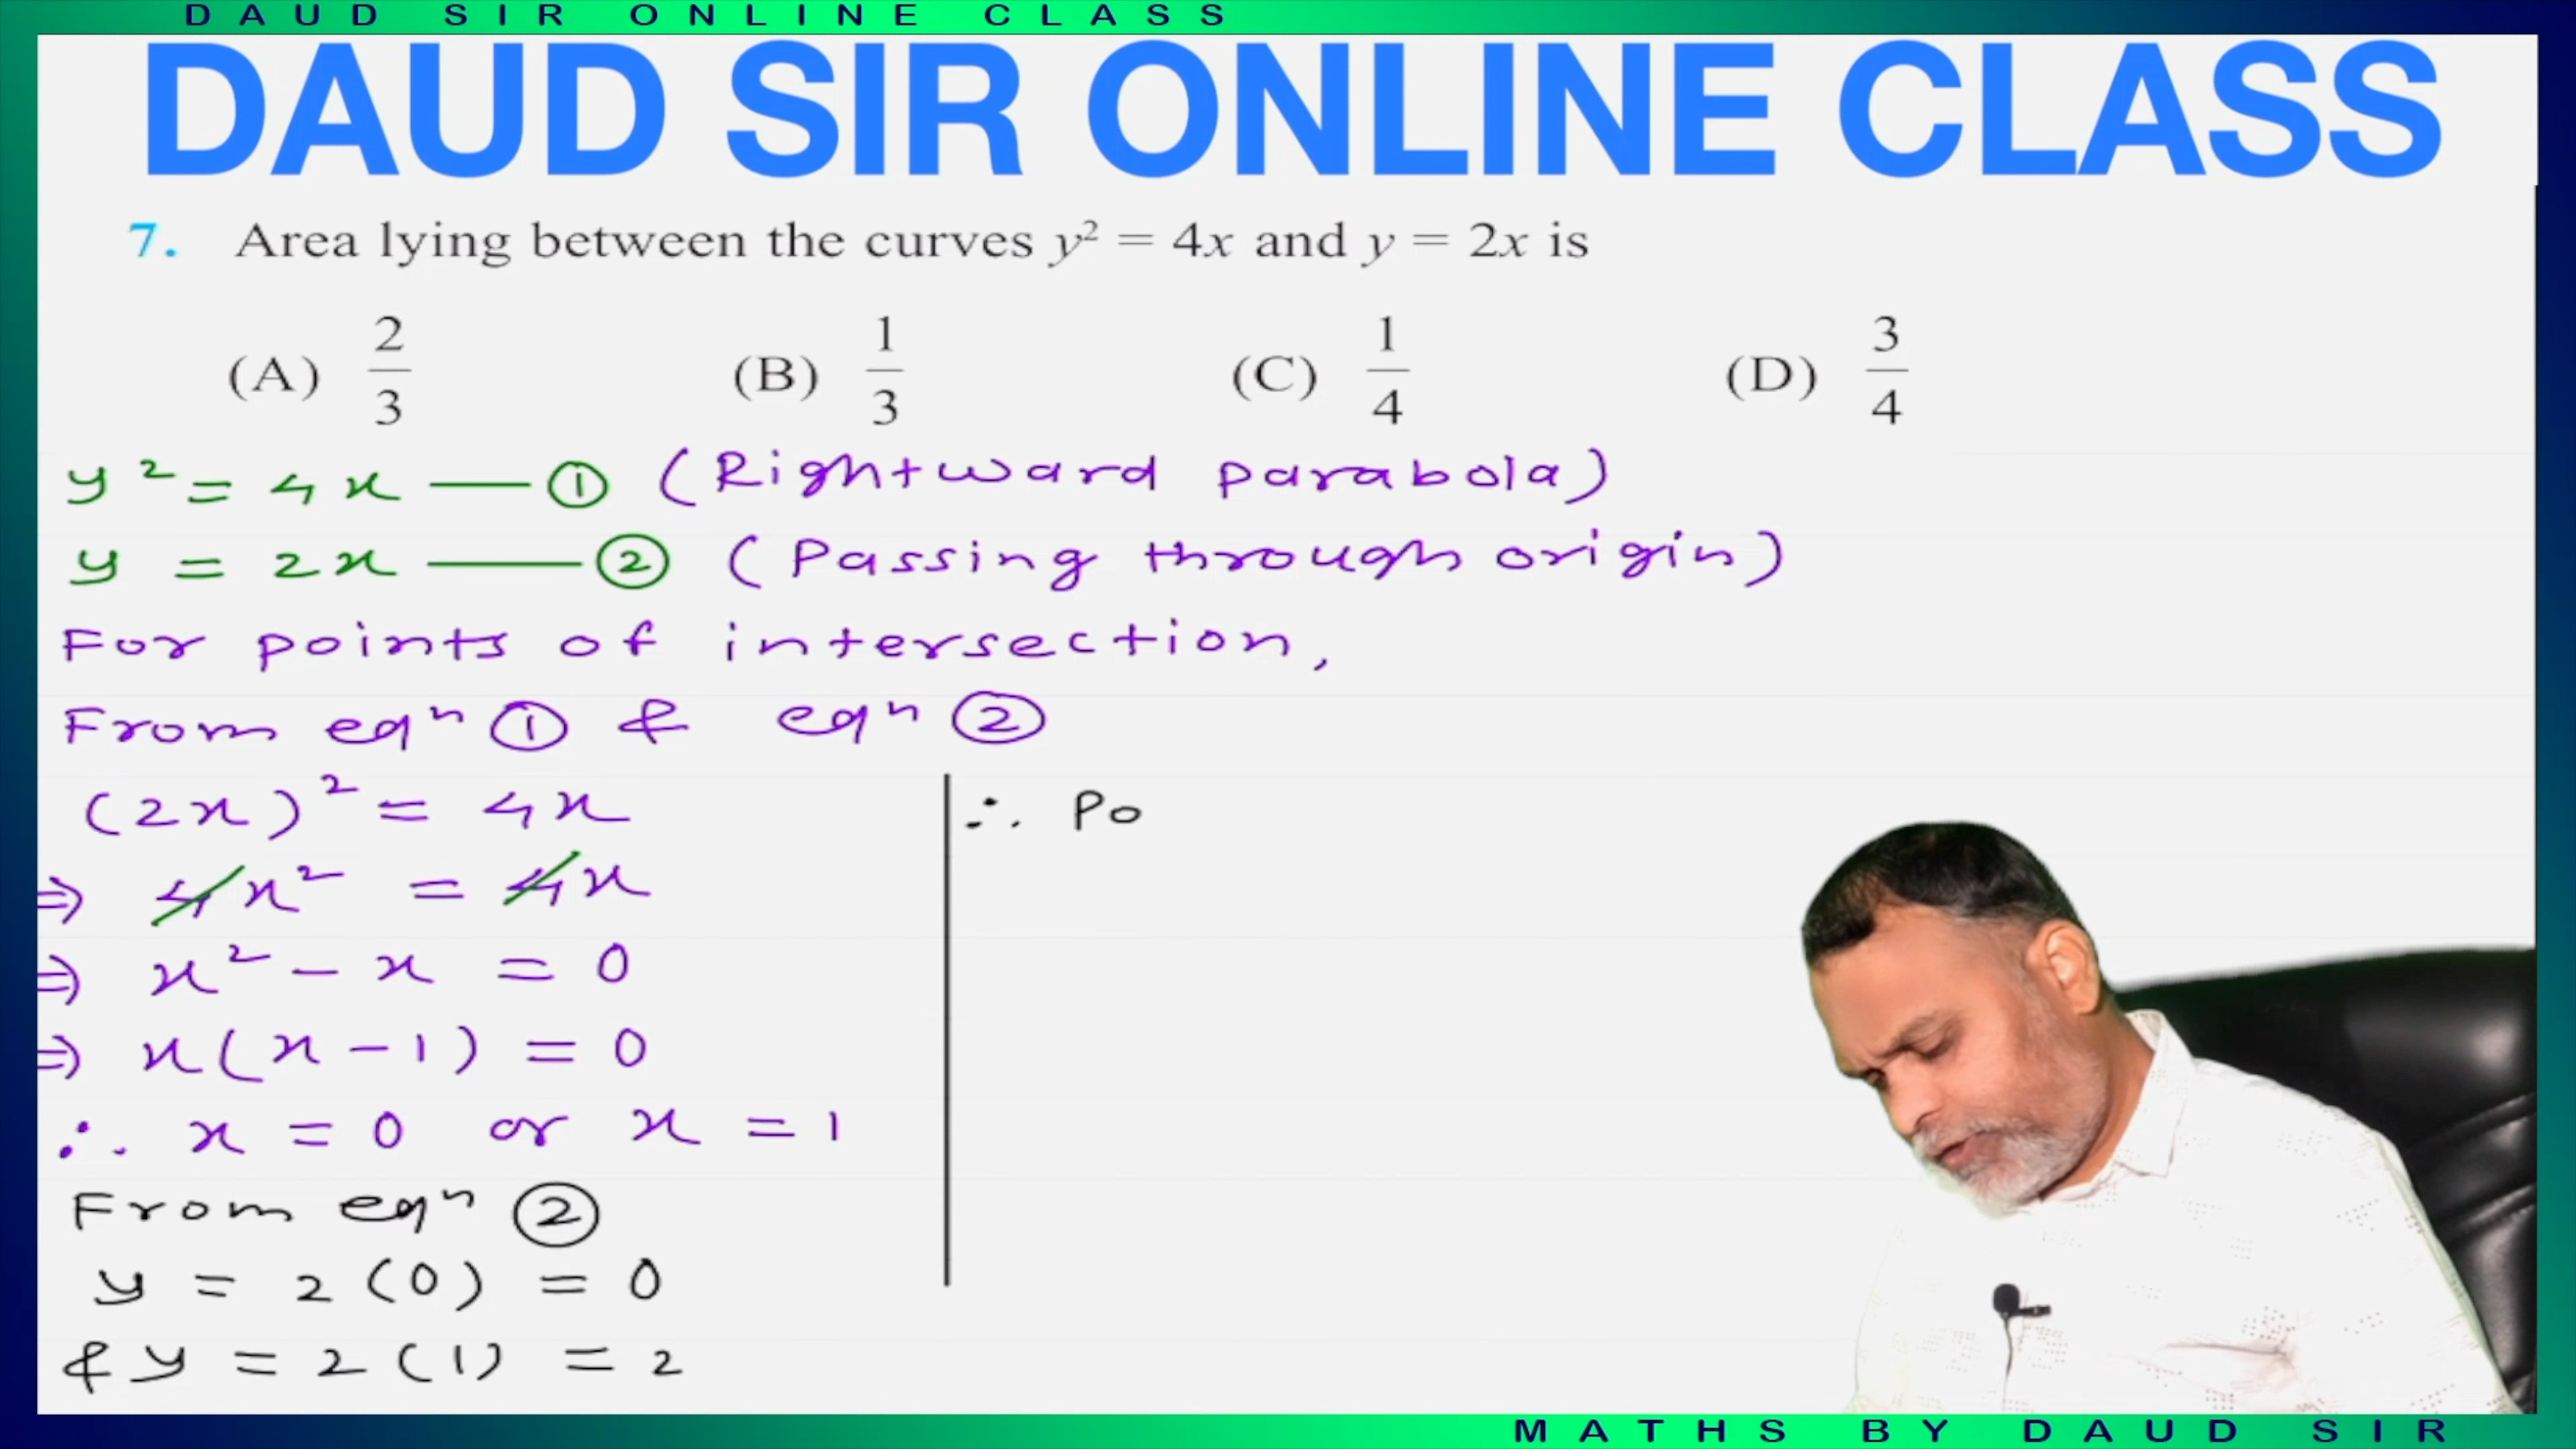 DAUD SIR ONLINE CLASS
DAUD SIR ONLINE CLASS
7. Area lying between the curves y² = 4x and y = 2x is
(A) 2/3 (B) 1/3 (C) 1/4 (D) 3/4
y² = 4x — ① (Rightward parabola)
y = 2x — ② (Passing through origin)
For points of intersection,
From eqⁿ ① & eqⁿ ②
(2x)² = 4x
⇒ 4x² = 4x
⇒ x² - x = 0
⇒ x(x - 1) = 0
∴ x = 0 or x = 1
From eqⁿ ②
y = 2(0) = 0
& y = 2(1) = 2
∴ Po
MATHS BY DAUD SIR